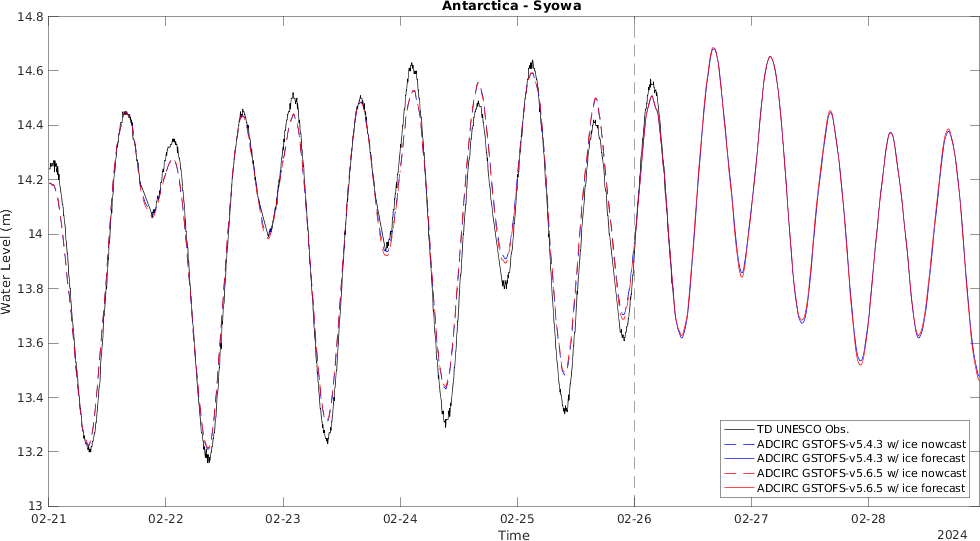 Antarctica - Syowa
Water Level (m)
14.8
14.6
14.4
14.2
14
13.8
13.6
13.4
13.2
13
02-21 02-22 02-23 02-24 02-25 02-26 02-27 02-28
Time
2024
TD UNESCO Obs.
ADCIRC GSTOFS-v5.4.3 w/ ice nowcast
ADCIRC GSTOFS-v5.4.3 w/ ice forecast
ADCIRC GSTOFS-v5.6.5 w/ ice nowcast
ADCIRC GSTOFS-v5.6.5 w/ ice forecast